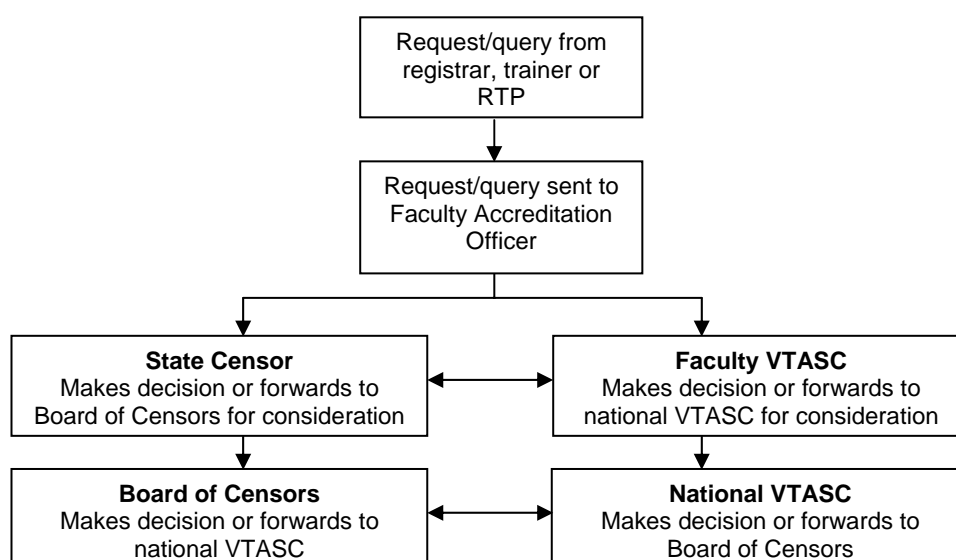 Request/query from
registrar, trainer or
RTP
Request/query sent to
Faculty Accreditation
Officer
State Censor
Makes decision or forwards to
Board of Censors for consideration
Faculty VTASC
Makes decision or forwards to
national VTASC for consideration
Board of Censors
Makes decision or forwards to
national VTASC
National VTASC
Makes decision or forwards to
Board of Censors